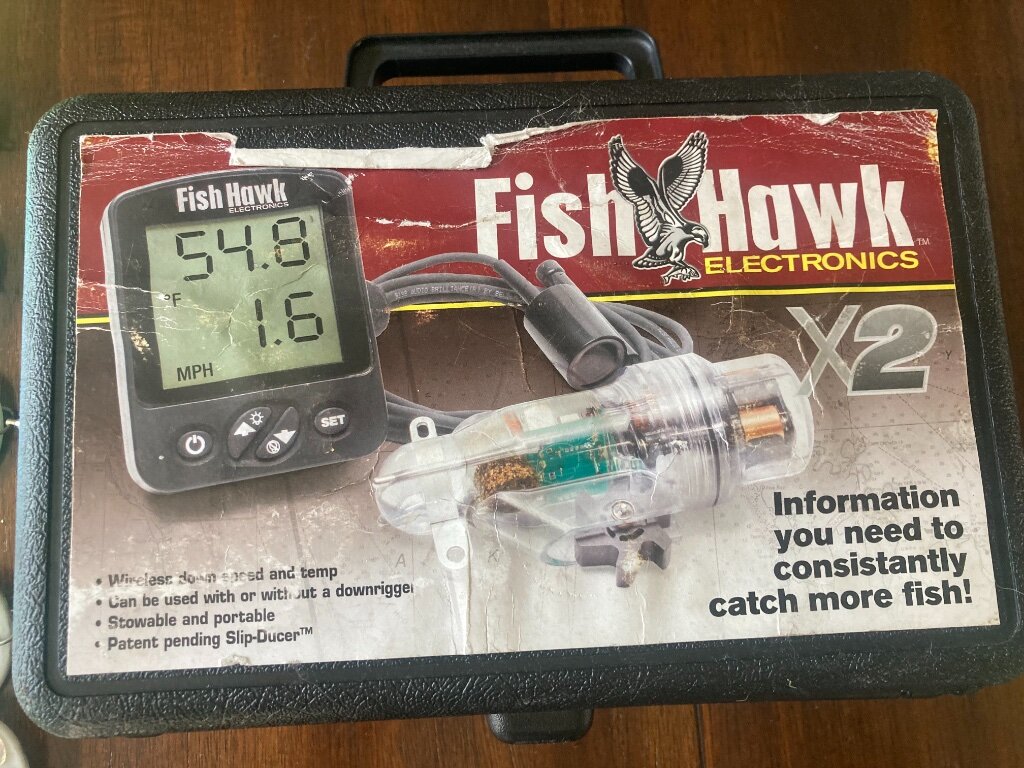 Fish Hawk
ELECTRONICS
54.8
°F
1.6
MPH
SET
Fish Hawk
ELECTRONICS™
X2
Information
you need to
consistantly
catch more fish!
• Wireless down speed and temp
• Can be used with or without a downrigger
• Stowable and portable
• Patent pending Slip-Ducer™